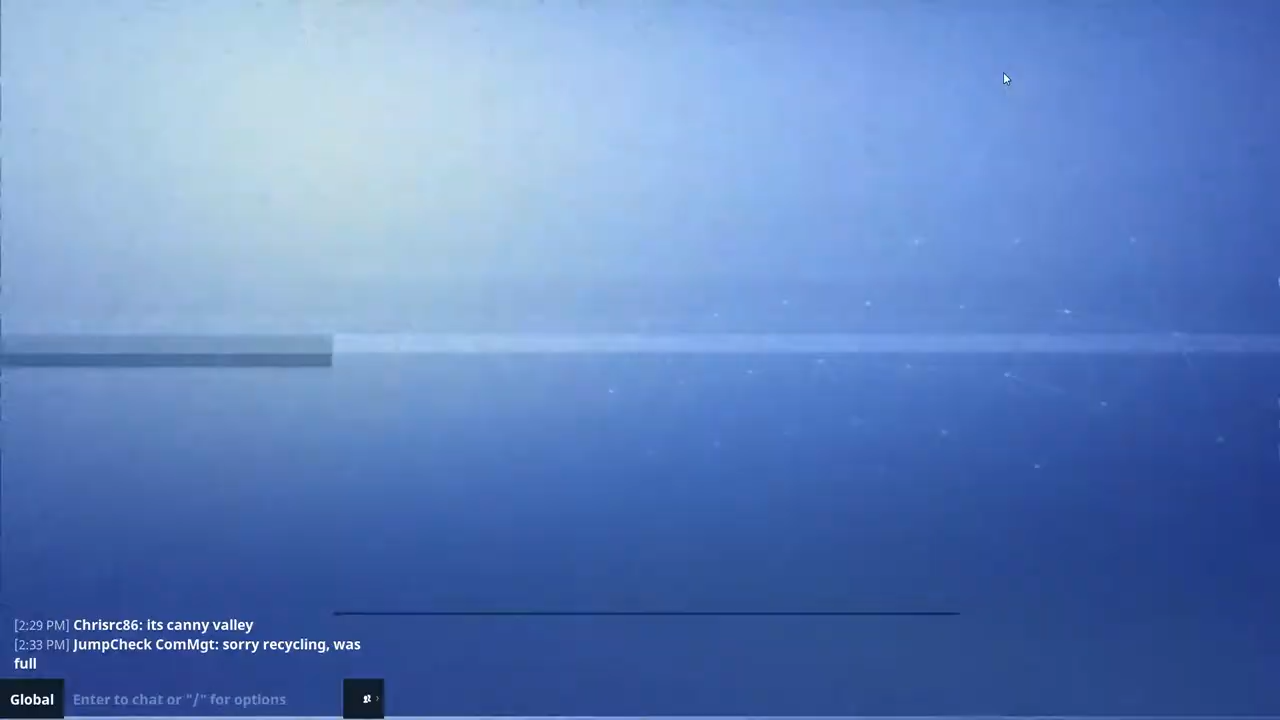 [2:29 PM] Chrisrc86: its canny valley
[2:33 PM] JumpCheck ComMgt: sorry recycling, was
full
Global Enter to chat or "/" for options